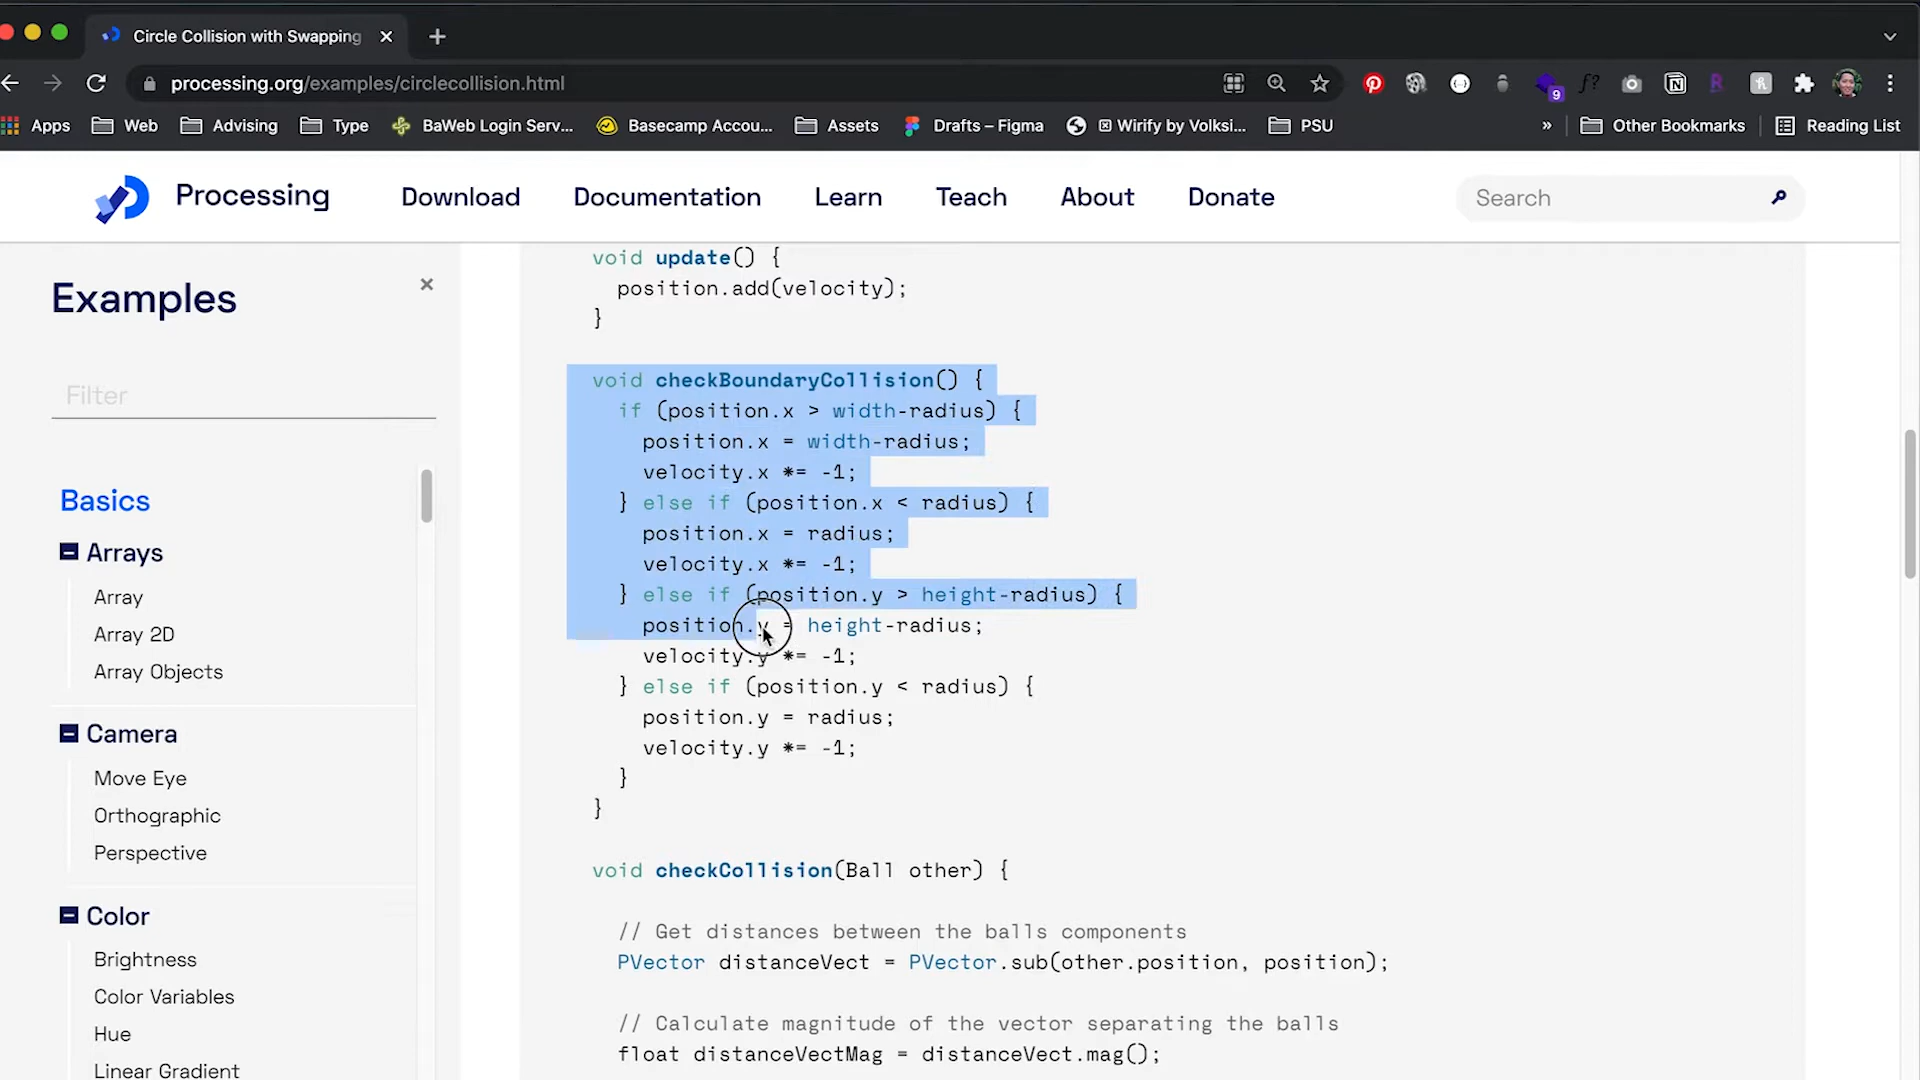 Circle Collision with Swapping
processing.org/examples/circlecollision.html
9
Apps
Web
Advising
Type
BaWeb Login Serv...
Basecamp Accou...
Assets
Drafts – Figma
Wirify by Volksi...
PSU
»
Other Bookmarks
Reading List
Processing
Download
Documentation
Learn
Teach
About
Donate
Search
Examples
Filter
Basics
Arrays
Array
Array 2D
Array Objects
Camera
Move Eye
Orthographic
Perspective
Color
Brightness
Color Variables
Hue
Linear Gradient
void update() {
position.add(velocity);
}
void checkBoundaryCollision() {
if (position.x > width-radius) {
position.x = width-radius;
velocity.x *= -1;
} else if (position.x < radius) {
position.x = radius;
velocity.x *= -1;
} else if (position.y > height-radius) {
position.y = height-radius;
velocity.y *= -1;
} else if (position.y < radius) {
position.y = radius;
velocity.y *= -1;
}
}
void checkCollision(Ball other) {
// Get distances between the balls components
PVector distanceVect = PVector.sub(other.position, position);
// Calculate magnitude of the vector separating the balls
float distanceVectMag = distanceVect.mag();